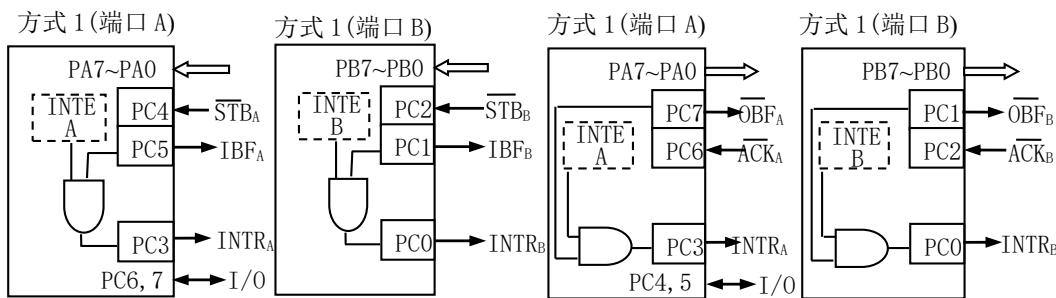 方式 1(端口 A)
PA7~PA0
INTE
A
PC4
STBA
PC5
IBFA
PC3
INTRA
PC6, 7
I/O
方式 1(端口 B)
PB7~PB0
INTE
B
PC2
STBB
PC1
IBFB
PC0
INTRB
方式 1(端口 A)
PA7~PA0
PC7
OBFA
INTE
A
PC6
ACKA
PC3
INTRA
PC4, 5
I/O
方式 1(端口 B)
PB7~PB0
PC1
OBFB
INTE
B
PC2
ACKB
PC0
INTRB